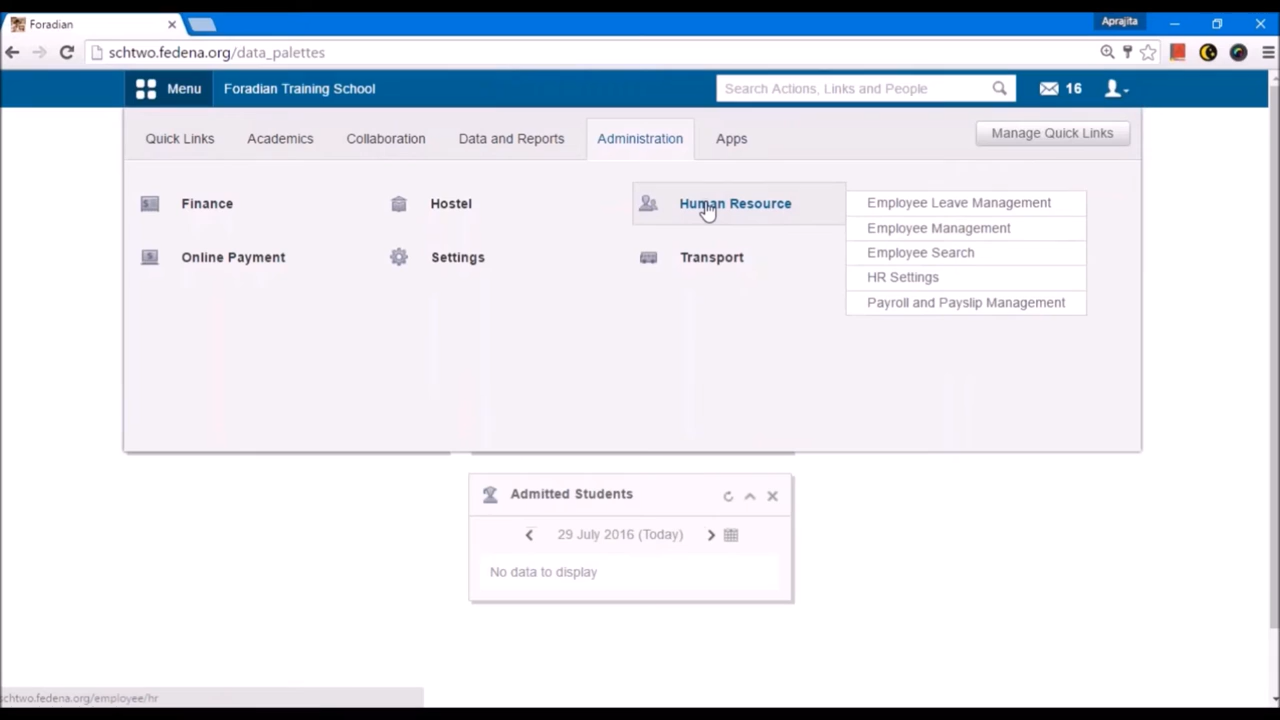 Foradian
Aprajita
schtwo.fedena.org/data_palettes
Menu
Foradian Training School
Search Actions, Links and People
16
Quick Links
Academics
Collaboration
Data and Reports
Administration
Apps
Manage Quick Links
Finance
Hostel
Human Resource
Employee Leave Management
Employee Management
Employee Search
HR Settings
Payroll and Payslip Management
Online Payment
Settings
Transport
Admitted Students
29 July 2016 (Today)
No data to display
schtwo.fedena.org/employee/hr